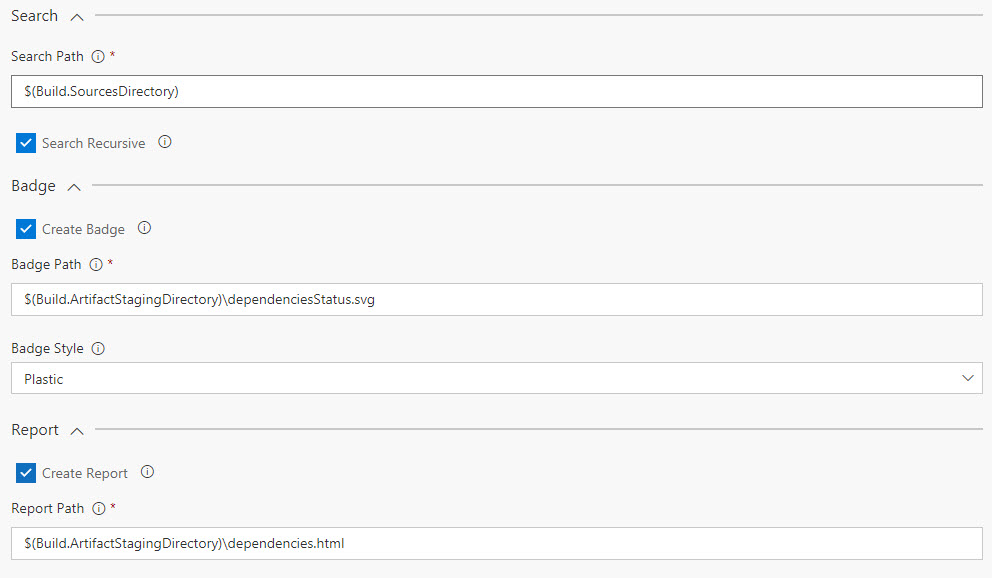 Search
Search Path *
$(Build.SourcesDirectory)
Search Recursive
Badge
Create Badge
Badge Path *
$(Build.ArtifactStagingDirectory)\dependenciesStatus.svg
Badge Style
Plastic
Report
Create Report
Report Path *
$(Build.ArtifactStagingDirectory)\dependencies.html